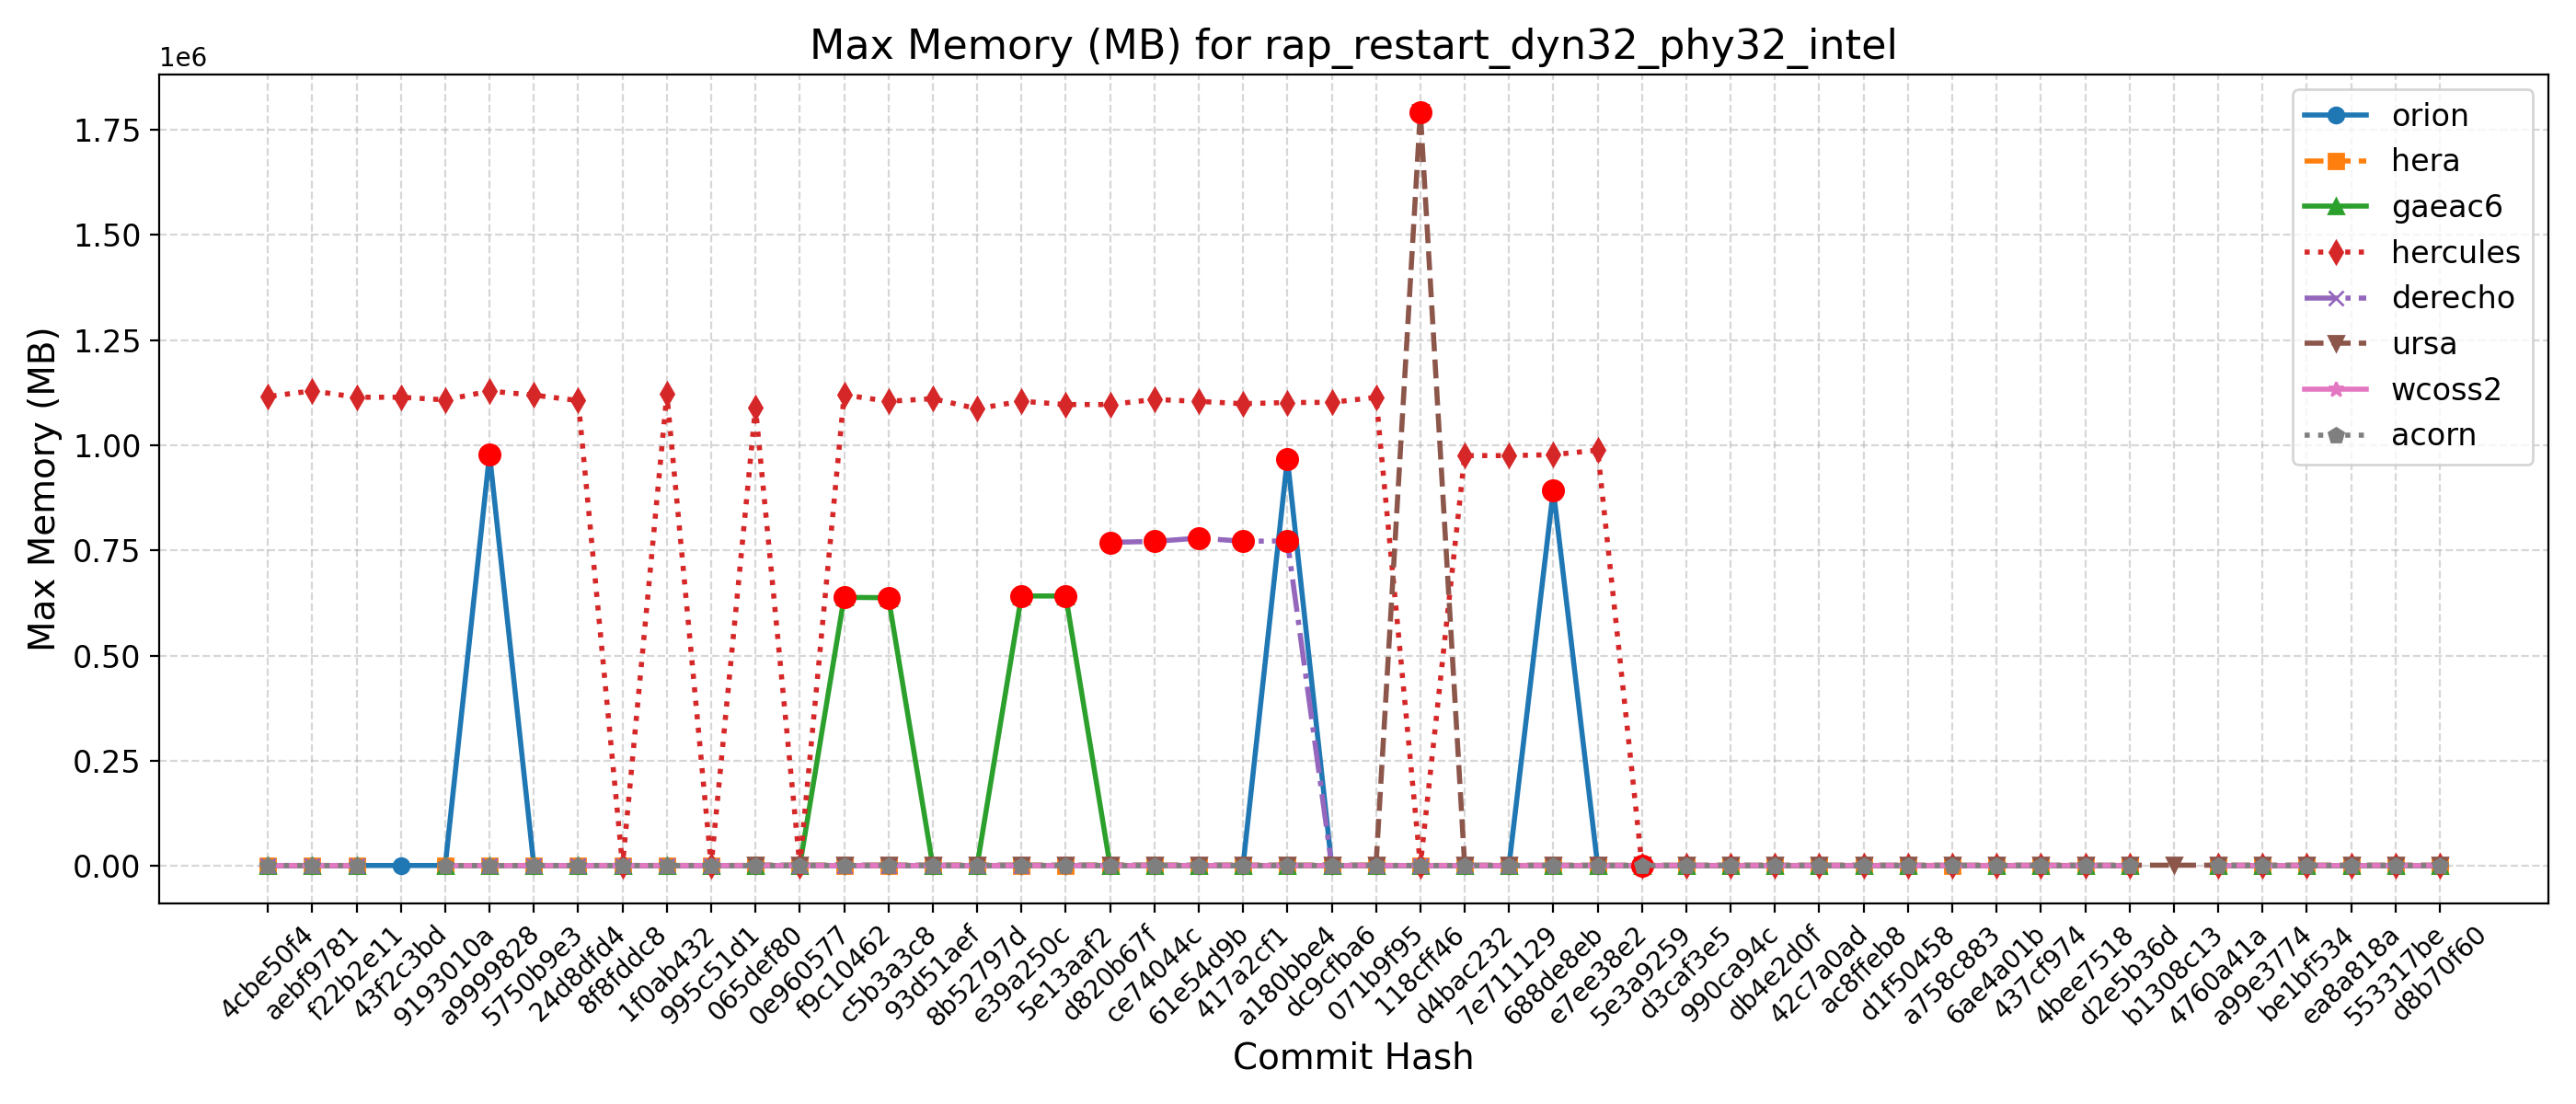 Max Memory (MB) for rap_restart_dyn32_phy32_intel
1e6
1.75
1.50
1.25
1.00
0.75
0.50
0.25
0.00
Max Memory (MB)
orion
hera
gaeac6
hercules
derecho
ursa
wcoss2
acorn
4cbe50f4
aebf9781
f22b2e11
43f2c3bd
9193010a
a9999828
5750b9e3
24d8dfd4
8f8fddc8
1f0ab432
995c51d1
065def80
0e960577
f9c10462
c5b3a3c8
93d51aef
8b52797d
e39a250c
5e13aaf2
d820b67f
ce74044c
61e54d9b
417a2cf1
a180bbe4
dc9cfba6
071b9f95
118cff46
d4bac232
7e711129
688de8eb
e7ee38e2
5e3a9259
d3caf3e5
990ca94c
db4e2d0f
42c7a0ad
ac8ffeb8
d1f50458
a758c883
6ae4a01b
437cf974
4bee7518
d2e5b36d
b1308c13
4760a41a
a99e3774
be1bf534
ea8a818a
553317be
d8b70f60
Commit Hash